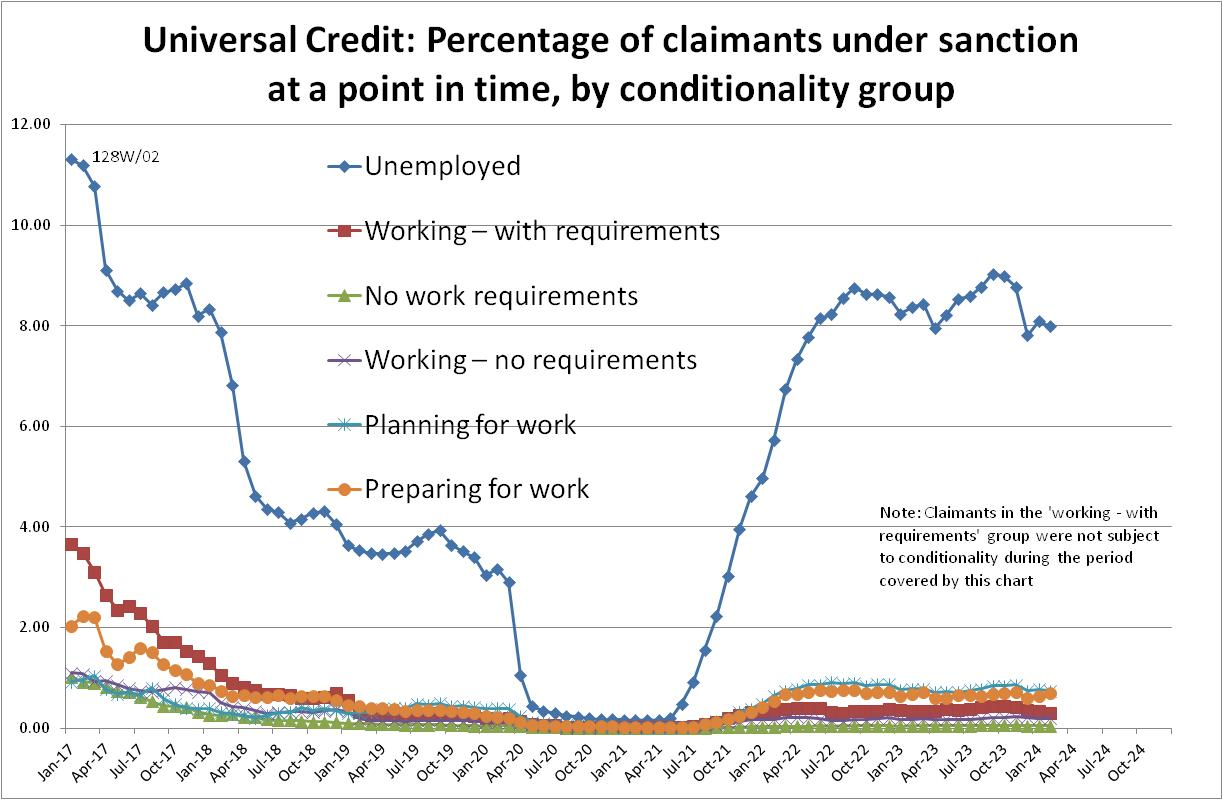 Universal Credit: Percentage of claimants under sanction
at a point in time, by conditionality group
12.00
10.00
8.00
6.00
4.00
2.00
0.00
128W/02
Unemployed
Working – with requirements
No work requirements
Working – no requirements
Planning for work
Preparing for work
Note: Claimants in the 'working - with
requirements' group were not subject
to conditionality during the period
covered by this chart
Jan-17
Apr-17
Jul-17
Oct-17
Jan-18
Apr-18
Jul-18
Oct-18
Jan-19
Apr-19
Jul-19
Oct-19
Jan-20
Apr-20
Jul-20
Oct-20
Jan-21
Apr-21
Jul-21
Oct-21
Jan-22
Apr-22
Jul-22
Oct-22
Jan-23
Apr-23
Jul-23
Oct-23
Jan-24
Apr-24
Jul-24
Oct-24